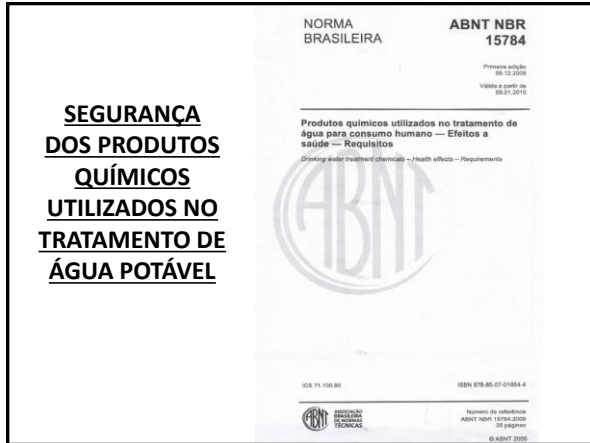 SEGURANÇA
DOS PRODUTOS
QUÍMICOS
UTILIZADOS NO
TRATAMENTO DE
ÁGUA POTÁVEL
NORMA
BRASILEIRA
ABNT NBR
15784
Primeira edição
09.12.2009
Válida a partir de
09.01.2010
Produtos químicos utilizados no tratamento de
água para consumo humano — Efeitos a
saúde — Requisitos
Drinking water treatment chemicals – Health effects – Requirements
ABNT
ICS 71.100.80
ISBN 978-85-07-01864-4
ABNT
ASSOCIAÇÃO
BRASILEIRA
DE NORMAS
TÉCNICAS
Número de referência
ABNT NBR 15784:2009
35 páginas
© ABNT 2009